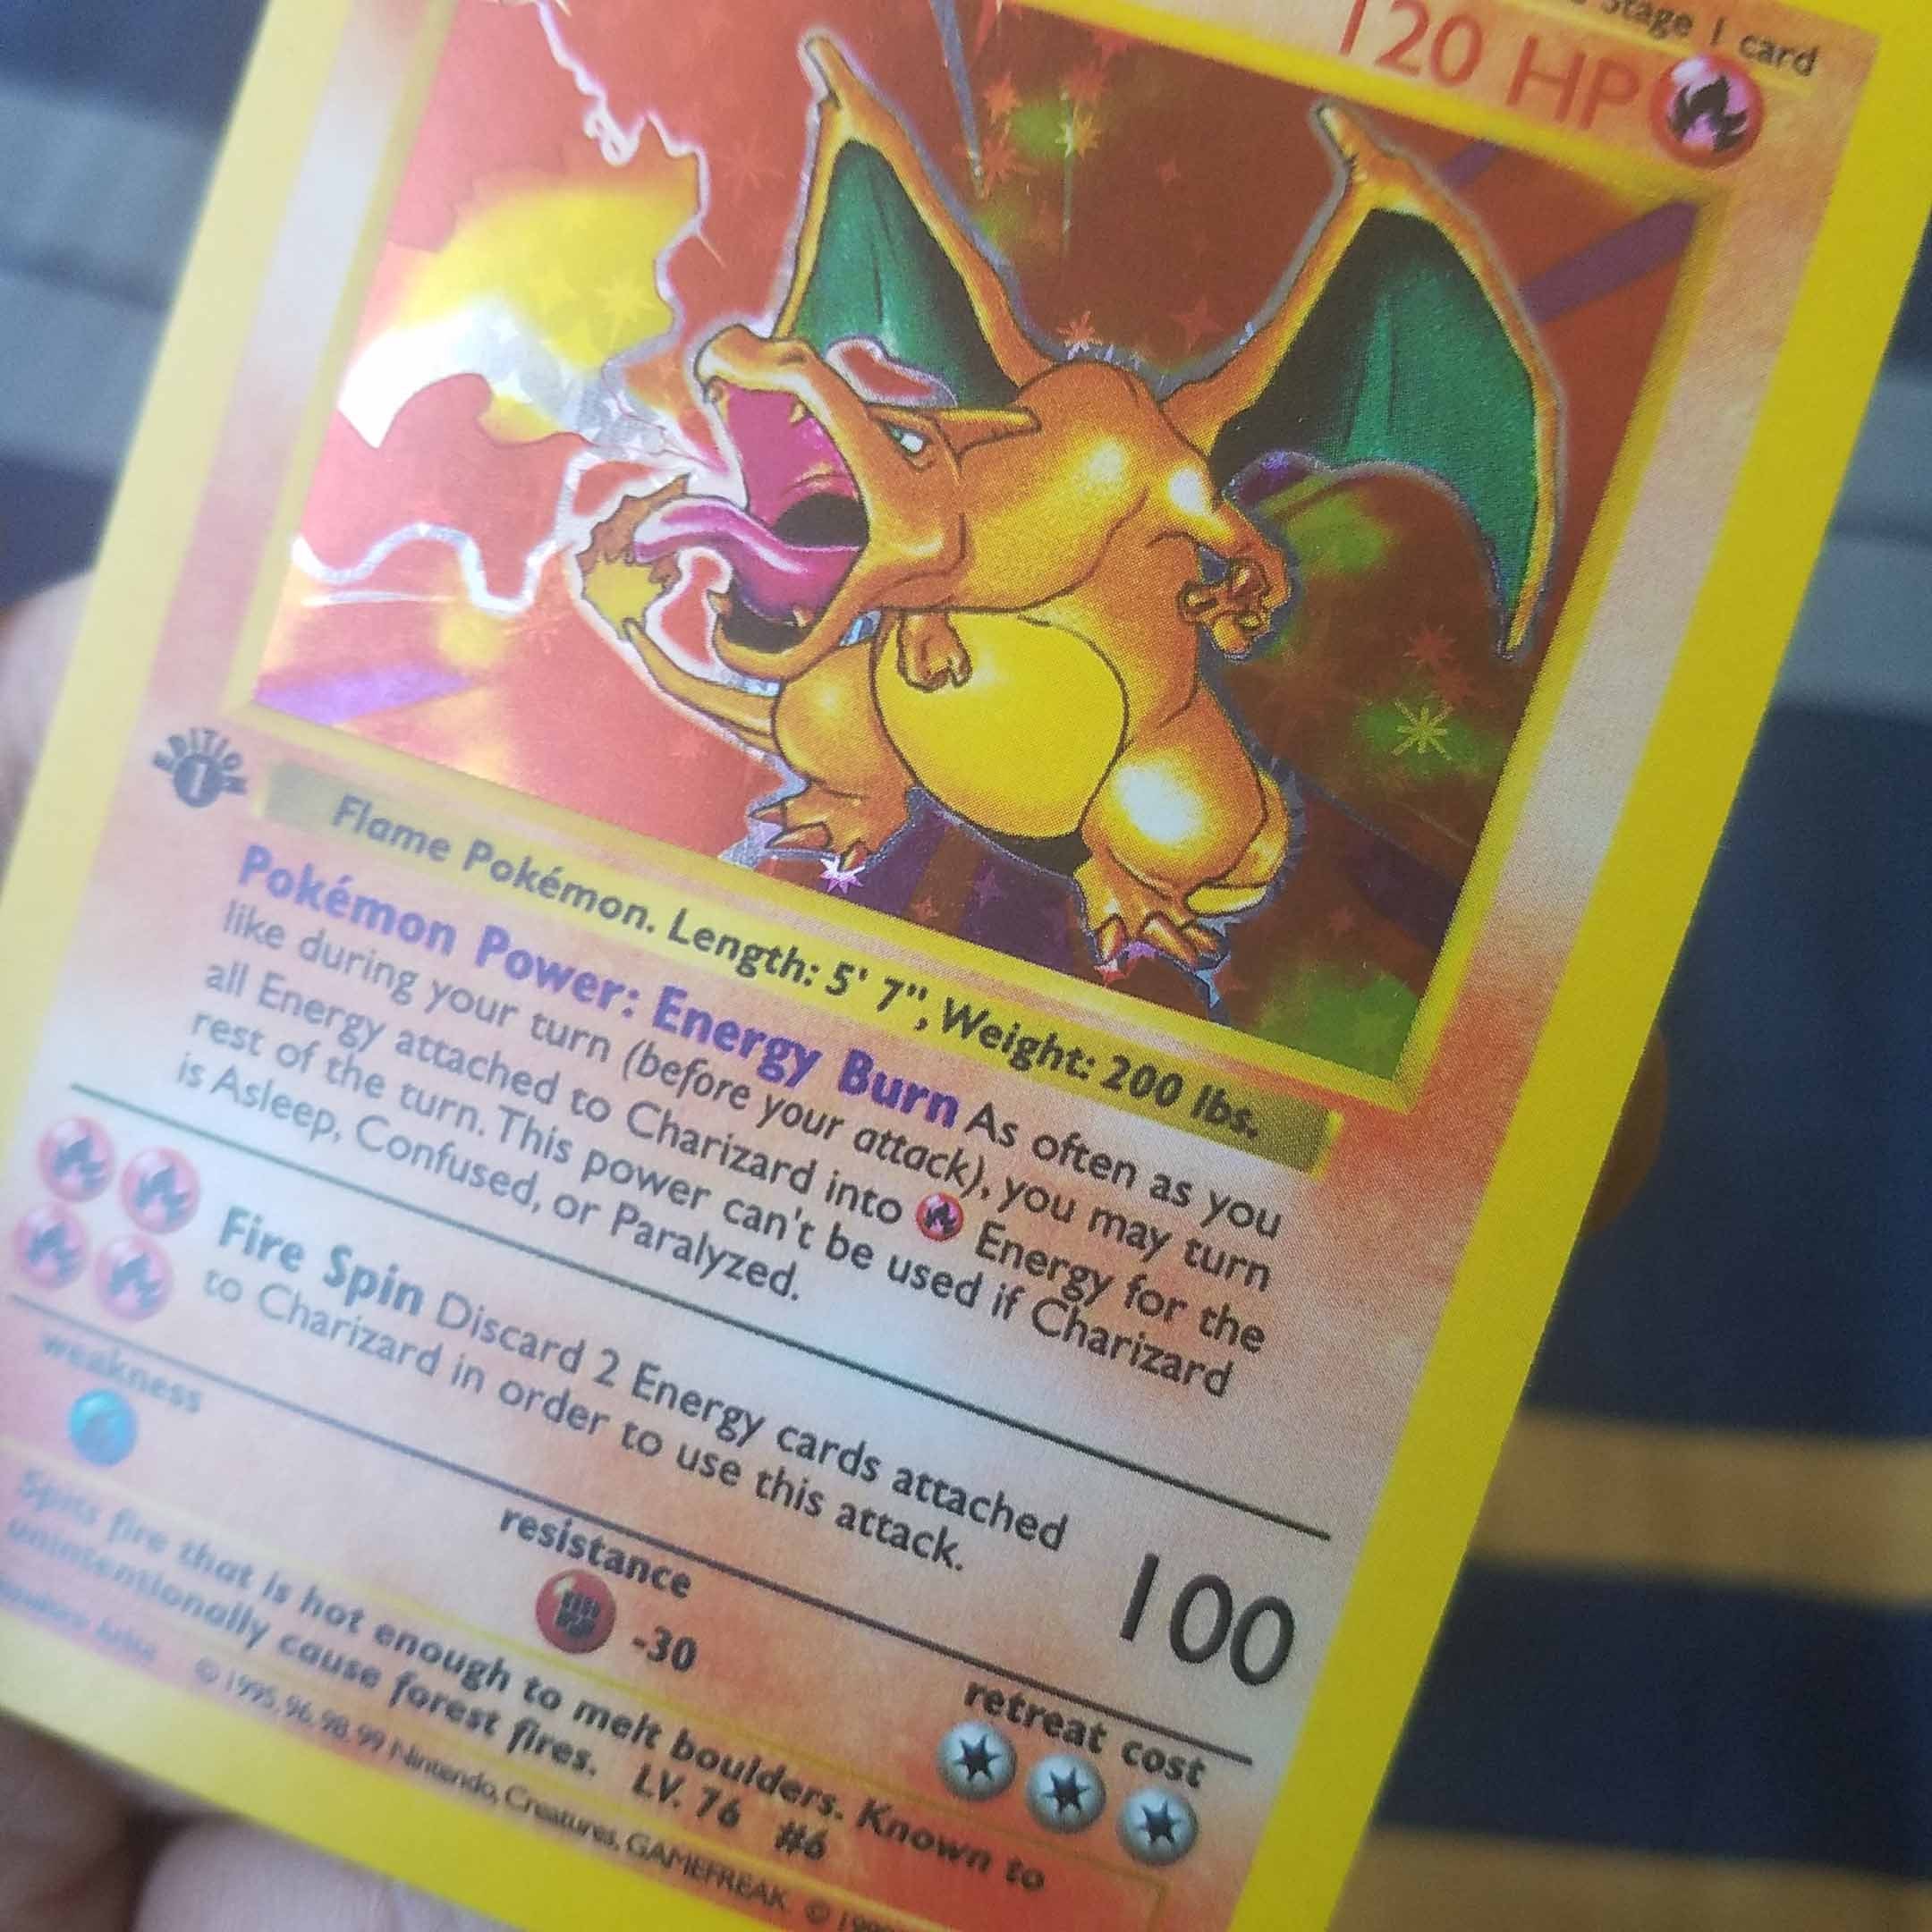 Stage 1 card
120 HP
EDITION
1
Flame Pokémon. Length: 5' 7", Weight: 200 lbs.
Pokémon Power: Energy Burn As often as you
like during your turn (before your attack), you may turn
all Energy attached to Charizard into Energy for the
rest of the turn. This power can't be used if Charizard
is Asleep, Confused, or Paralyzed.
Fire Spin Discard 2 Energy cards attached
to Charizard in order to use this attack.
100
weakness
resistance
-30
retreat cost
Spits fire that is hot enough to melt boulders. Known to
unintentionally cause forest fires. LV. 76 #6
© 1995, 96, 98, 99 Nintendo, Creatures, GAMEFREAK. ©